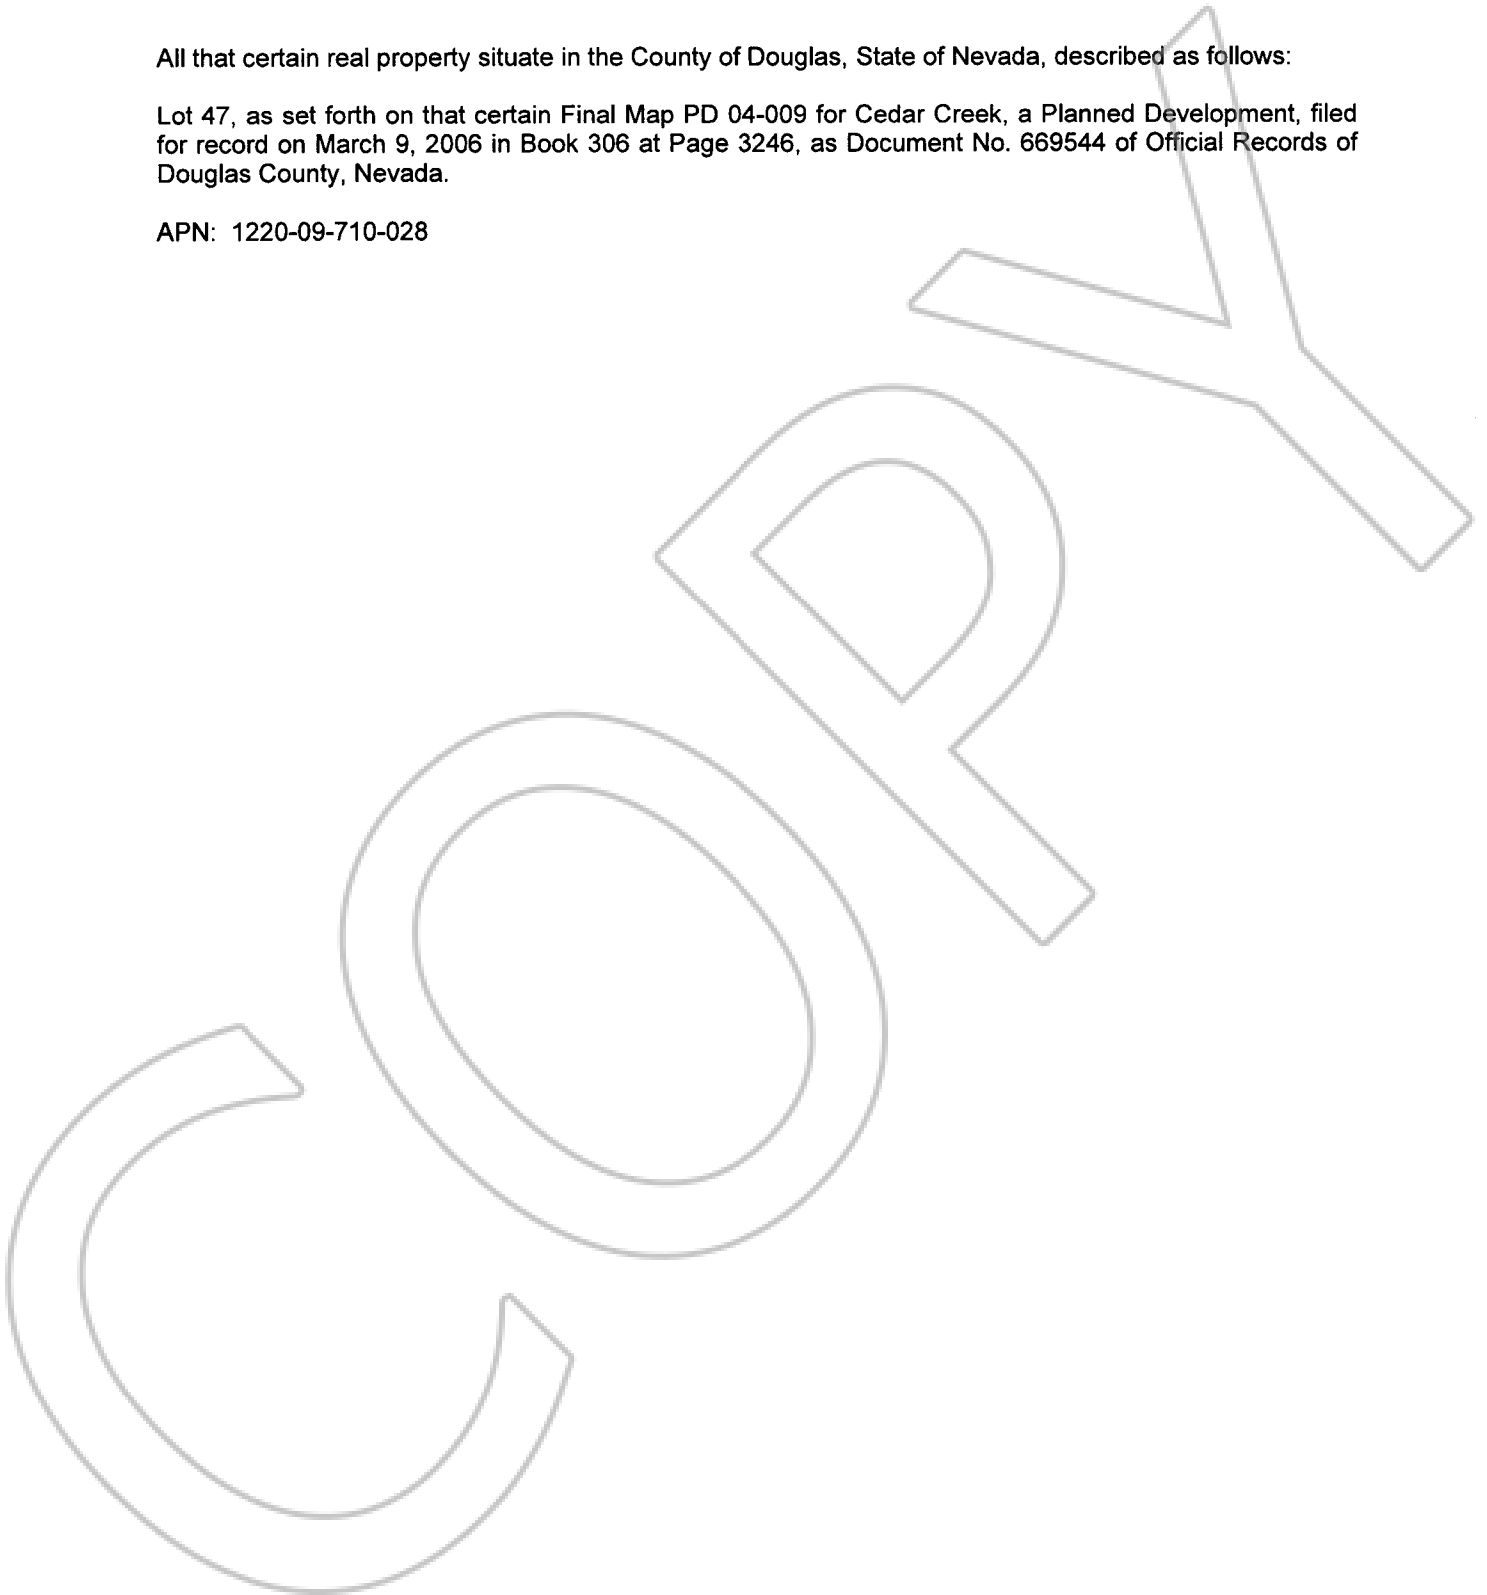 All that certain real property situate in the County of Douglas, State of Nevada, described as follows:
Lot 47, as set forth on that certain Final Map PD 04-009 for Cedar Creek, a Planned Development, filed
for record on March 9, 2006 in Book 306 at Page 3246, as Document No. 669544 of Official Records of
Douglas County, Nevada.
APN: 1220-09-710-028
COPY